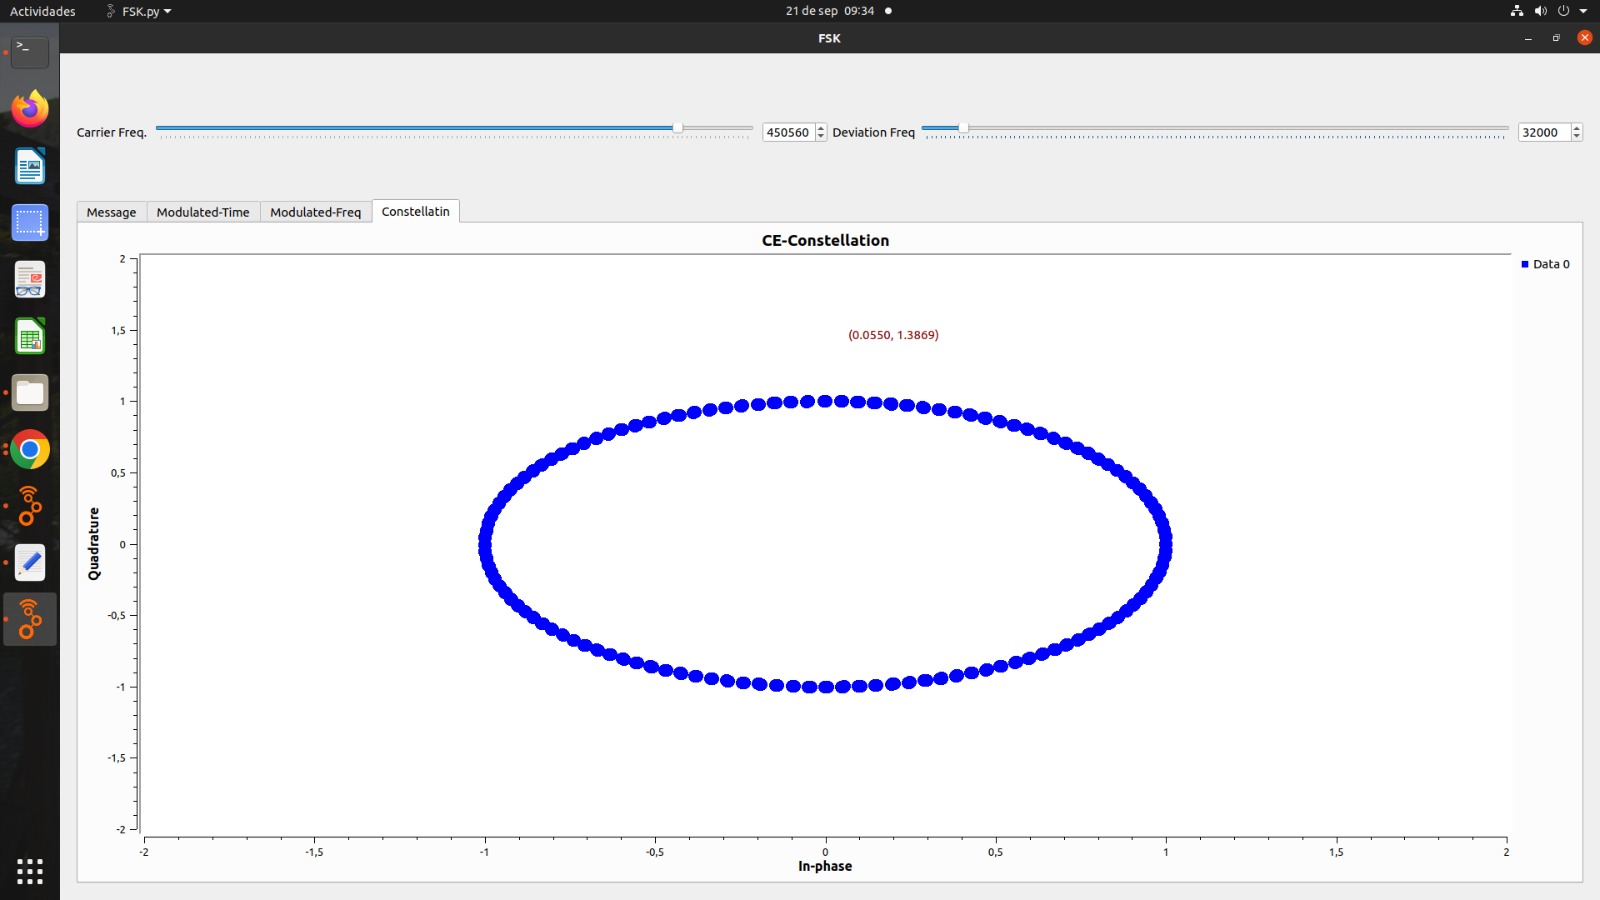 Actividades FSK.py 21 de sep 09:34
FSK
Carrier Freq. 450560 Deviation Freq 32000
Message Modulated-Time Modulated-Freq Constellatin
CE-Constellation
Data 0
(0.0550, 1.3869)
Quadrature
2
1,5
1
0,5
0
-0,5
-1
-1,5
-2
-2 -1,5 -1 -0,5 0 0,5 1 1,5 2
In-phase